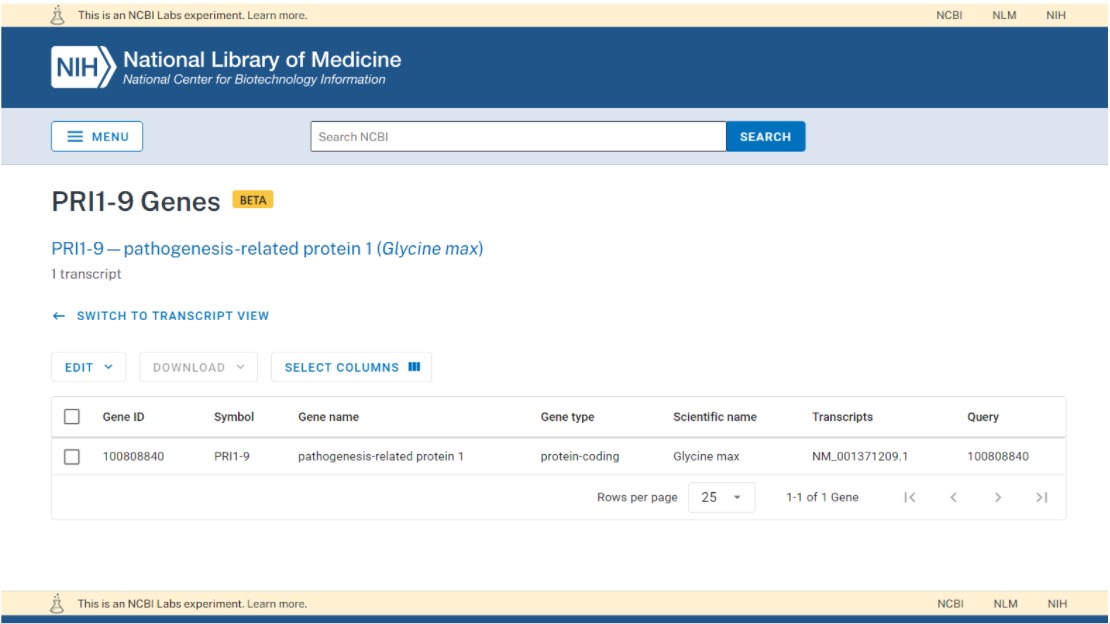 This is an NCBI Labs experiment. Learn more. NCBI NLM NIH
NIH National Library of Medicine
National Center for Biotechnology Information
MENU Search NCBI SEARCH
PRI1-9 Genes BETA
PRI1-9 — pathogenesis-related protein 1 (Glycine max)
1 transcript
← SWITCH TO TRANSCRIPT VIEW
EDIT DOWNLOAD SELECT COLUMNS
Gene ID Symbol Gene name Gene type Scientific name Transcripts Query
100808840 PRI1-9 pathogenesis-related protein 1 protein-coding Glycine max NM_001371209.1 100808840
Rows per page 25 1-1 of 1 Gene
This is an NCBI Labs experiment. Learn more. NCBI NLM NIH